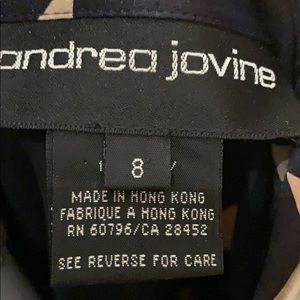 andrea jovine
8
MADE IN HONG KONG
FABRIQUE A HONG KONG
RN 60796/CA 28452
SEE REVERSE FOR CARE